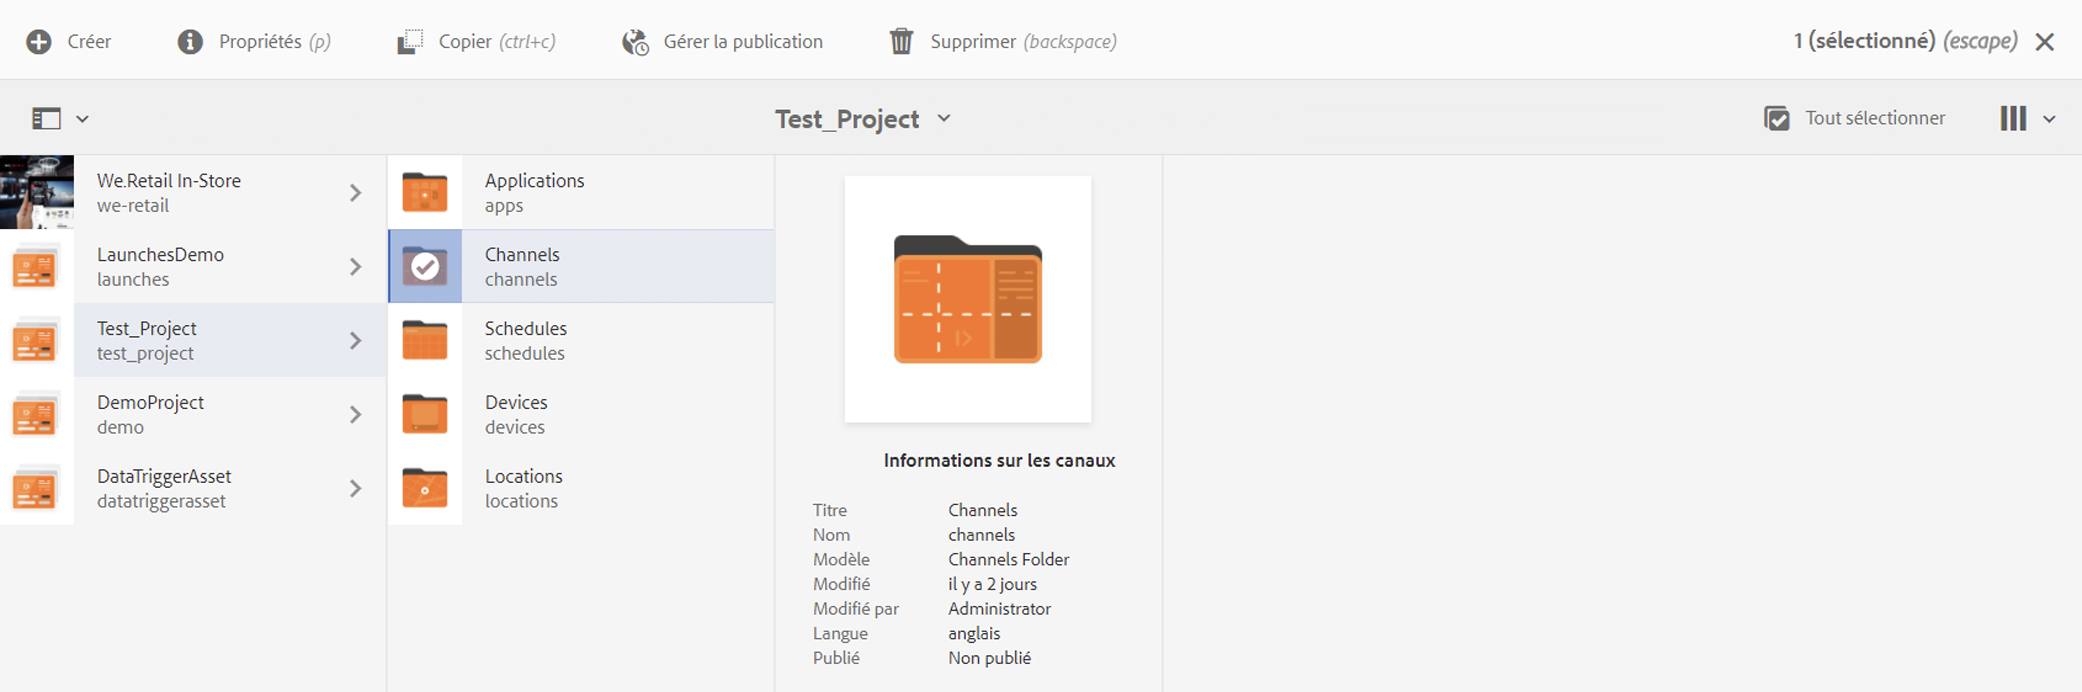 Créer Propriétés (p) Copier (ctrl+c) Gérer la publication Supprimer (backspace) 1 (sélectionné) (escape)
Test_Project Tout sélectionner
We.Retail In-Store
we-retail
LaunchesDemo
launches
Test_Project
test_project
DemoProject
demo
DataTriggerAsset
datatriggerasset
Applications
apps
Channels
channels
Schedules
schedules
Devices
devices
Locations
locations
Informations sur les canaux
Titre Channels
Nom channels
Modèle Channels Folder
Modifié il y a 2 jours
Modifié par Administrator
Langue anglais
Publié Non publié